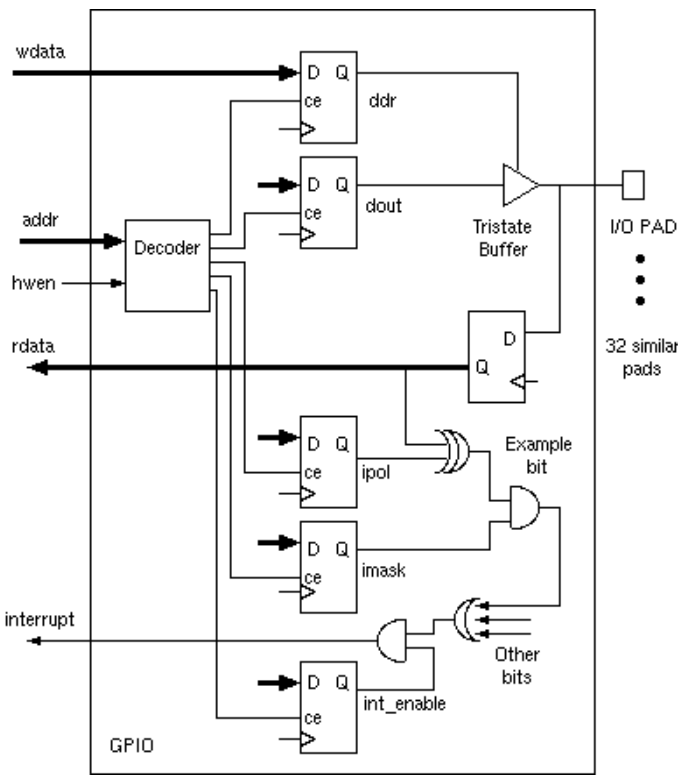 wdata
D Q
ce
ddr
D Q
ce
dout
Tristate
Buffer
I/O PAD
addr
Decoder
hwen
32 similar
pads
rdata
D
Q
D Q
ce
ipol
Example
bit
D Q
ce
imask
interrupt
Other
bits
D Q
ce
int_enable
GPIO